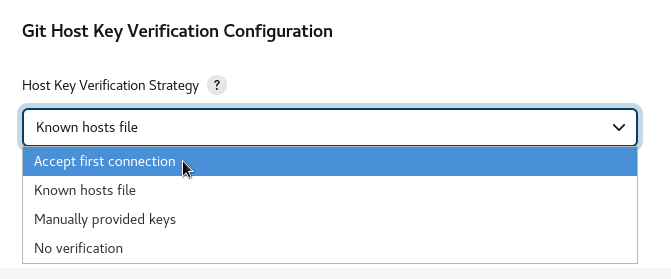 Git Host Key Verification Configuration
Host Key Verification Strategy ?
Known hosts file
Accept first connection
Known hosts file
Manually provided keys
No verification